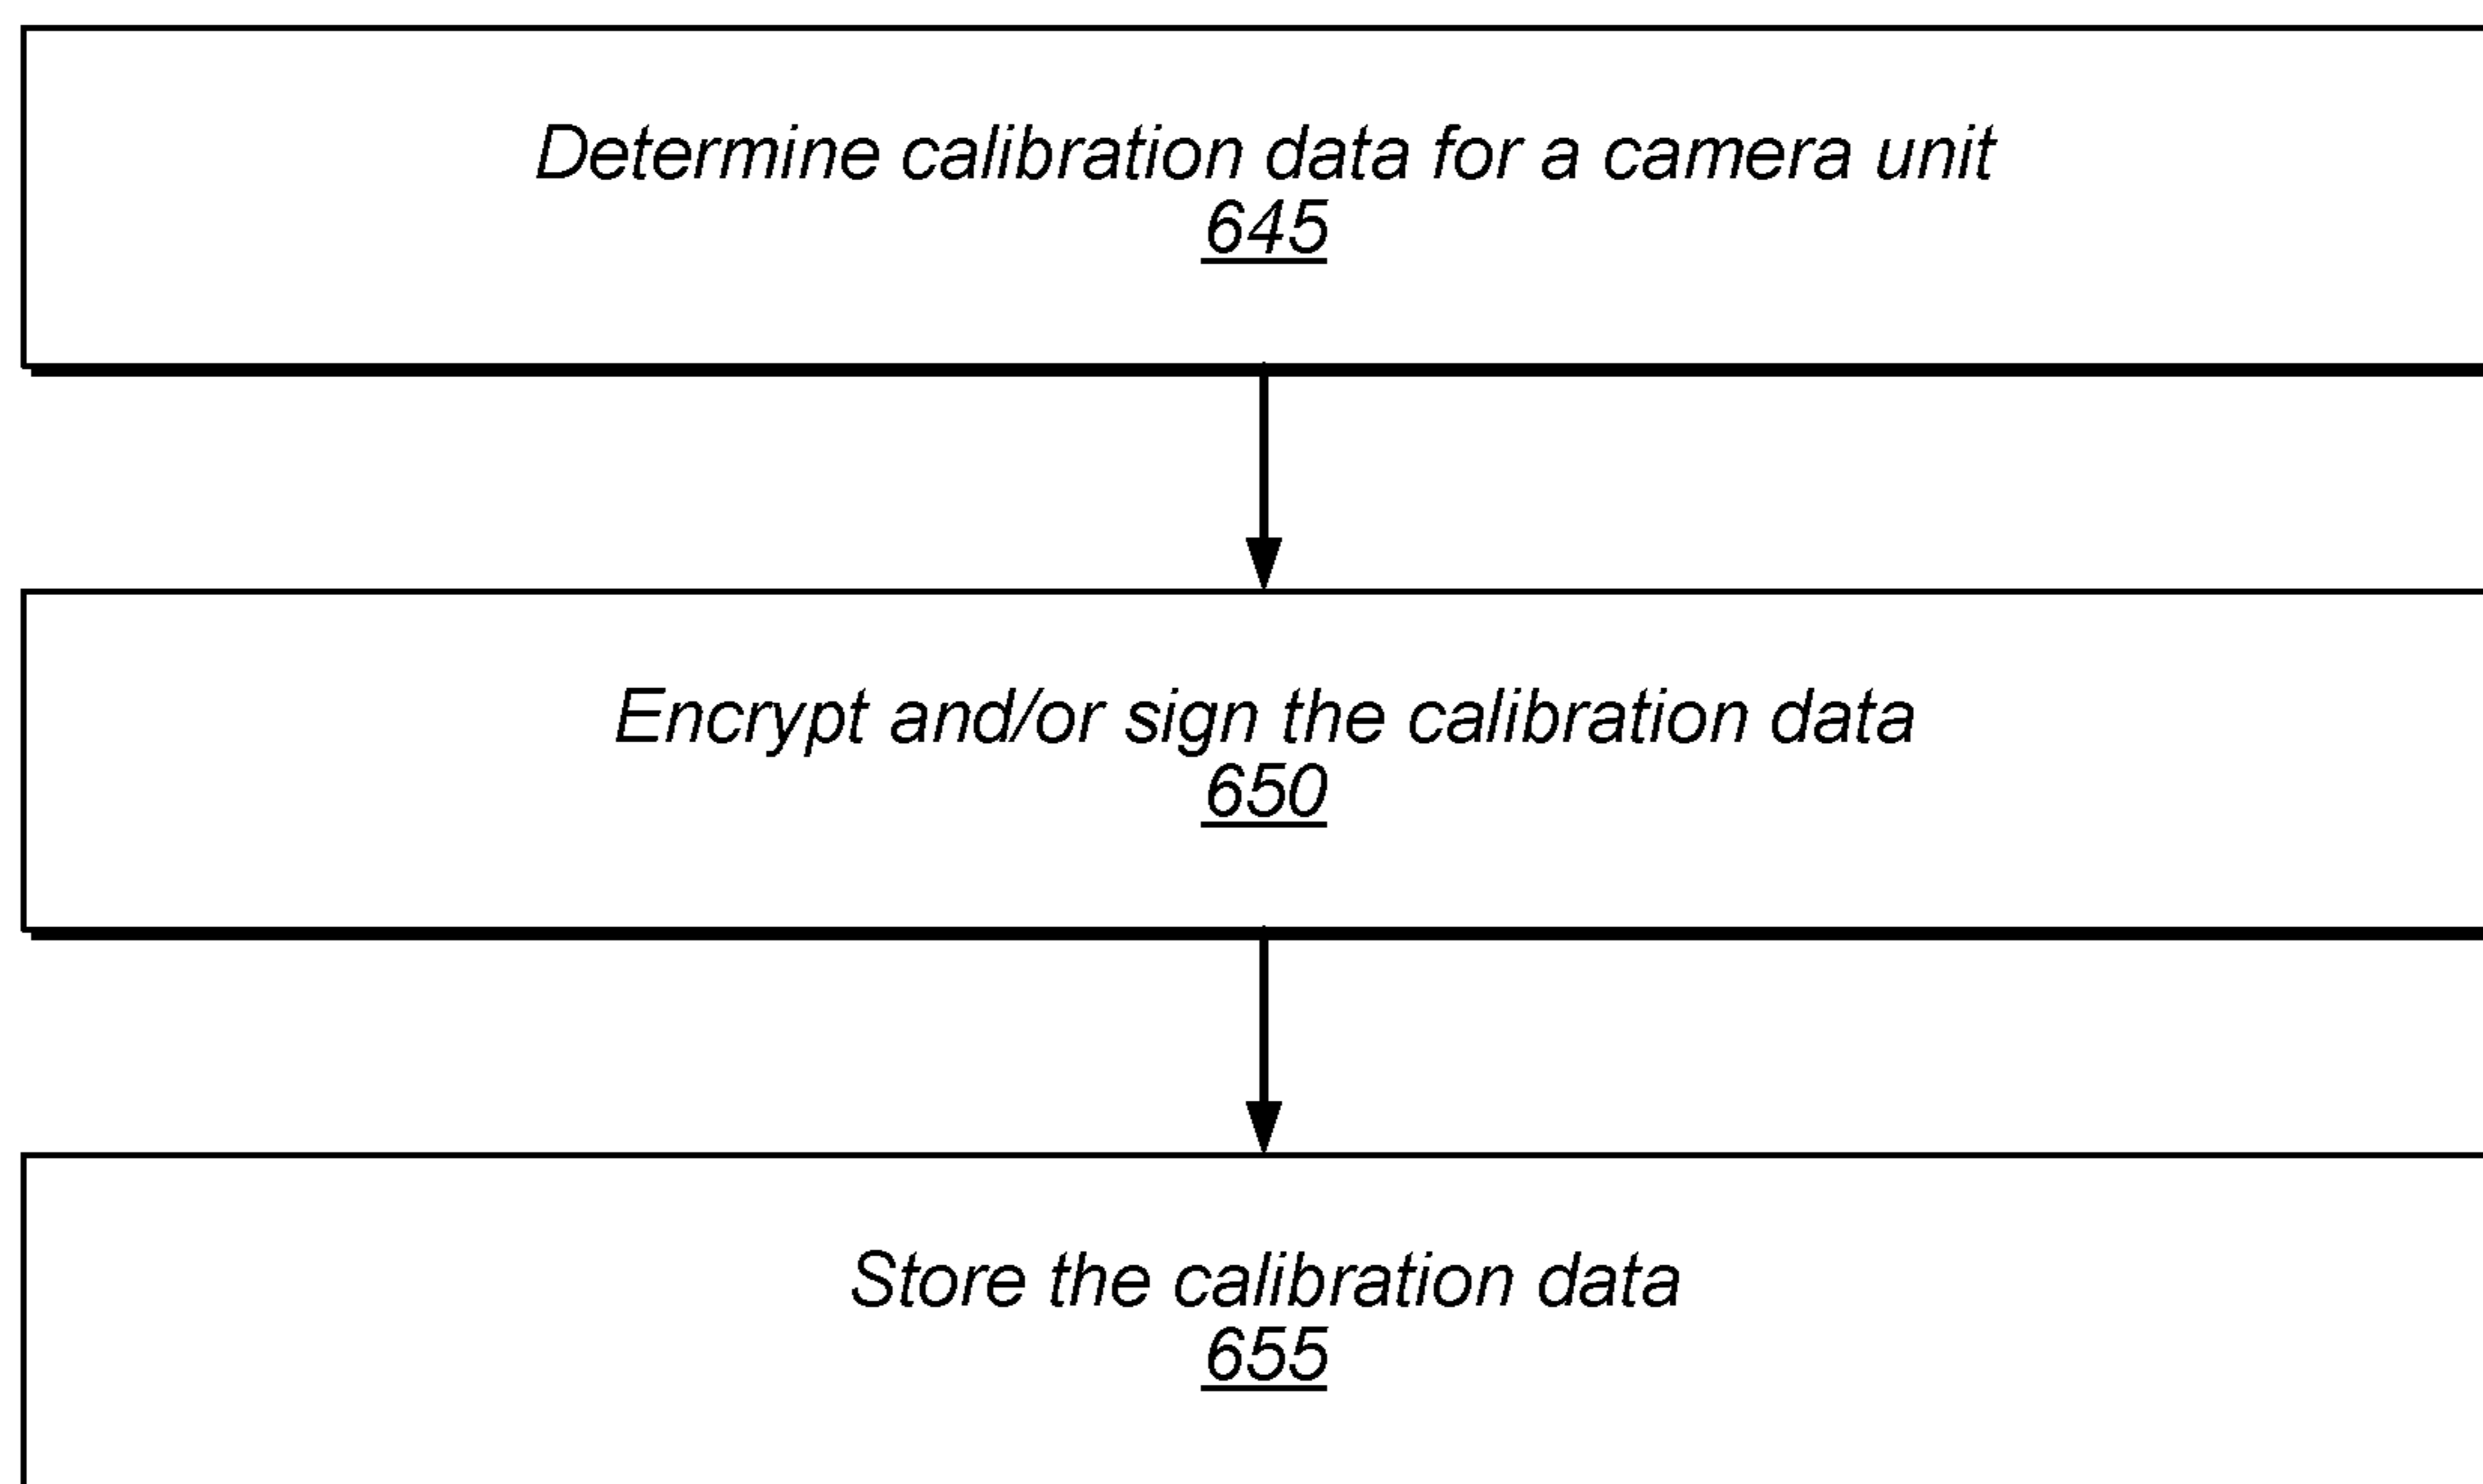 Determine calibration data for a camera unit
645
Encrypt and/or sign the calibration data
650
Store the calibration data
655